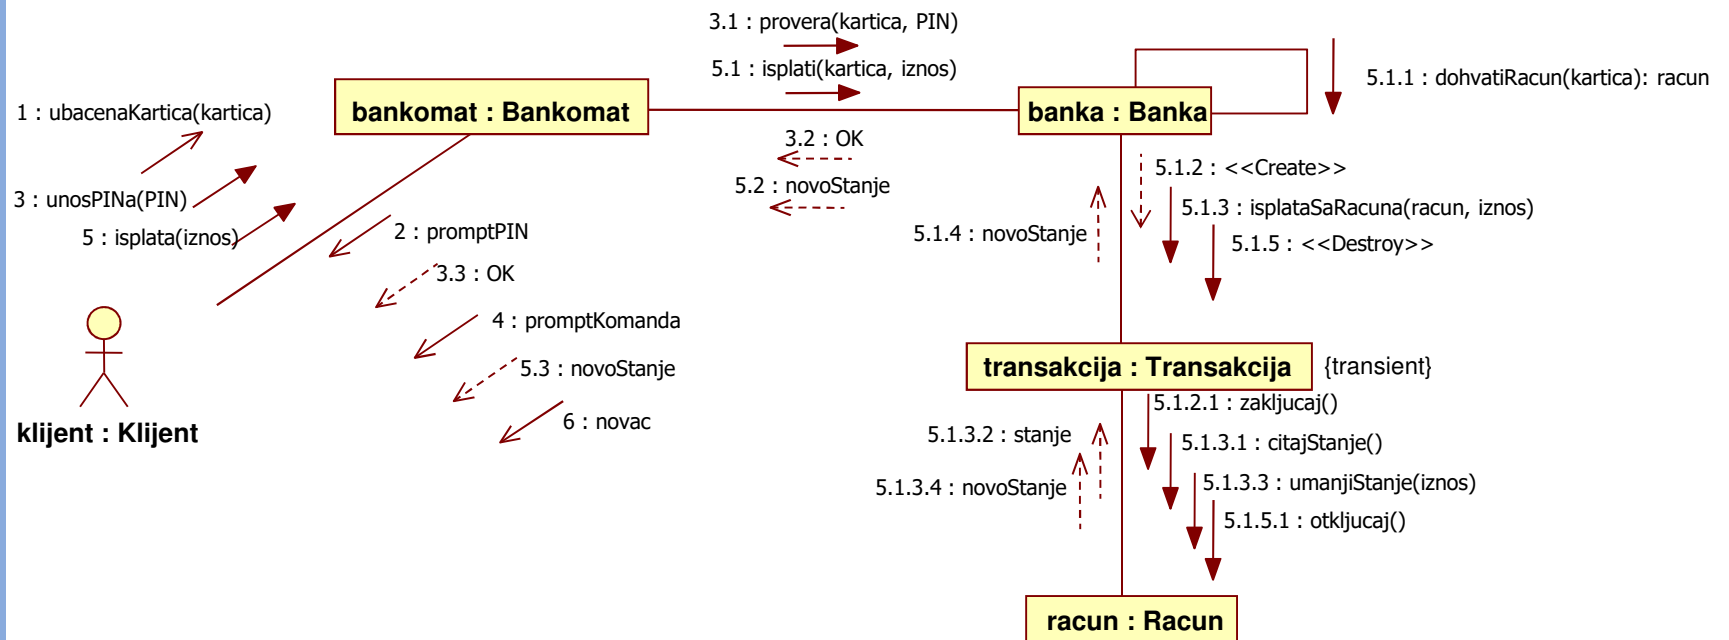 3.1 : provera(kartica, PIN)
5.1 : isplati(kartica, iznos)
5.1.1 : dohvatiRacun(kartica): racun
1 : ubacenaKartica(kartica)
bankomat : Bankomat
banka : Banka
3.2 : OK
5.1.2 : <<Create>>
3 : unosPINa(PIN)
5.2 : novoStanje
5.1.3 : isplataSaRacuna(racun, iznos)
5 : isplata(iznos)
2 : promptPIN
5.1.4 : novoStanje
5.1.5 : <<Destroy>>
3.3 : OK
4 : promptKomanda
5.3 : novoStanje
transakcija : Transakcija
{transient}
6 : novac
5.1.2.1 : zakljucaj()
klijent : Klijent
5.1.3.2 : stanje
5.1.3.1 : citajStanje()
5.1.3.4 : novoStanje
5.1.3.3 : umanjiStanje(iznos)
5.1.5.1 : otkljucaj()
racun : Racun